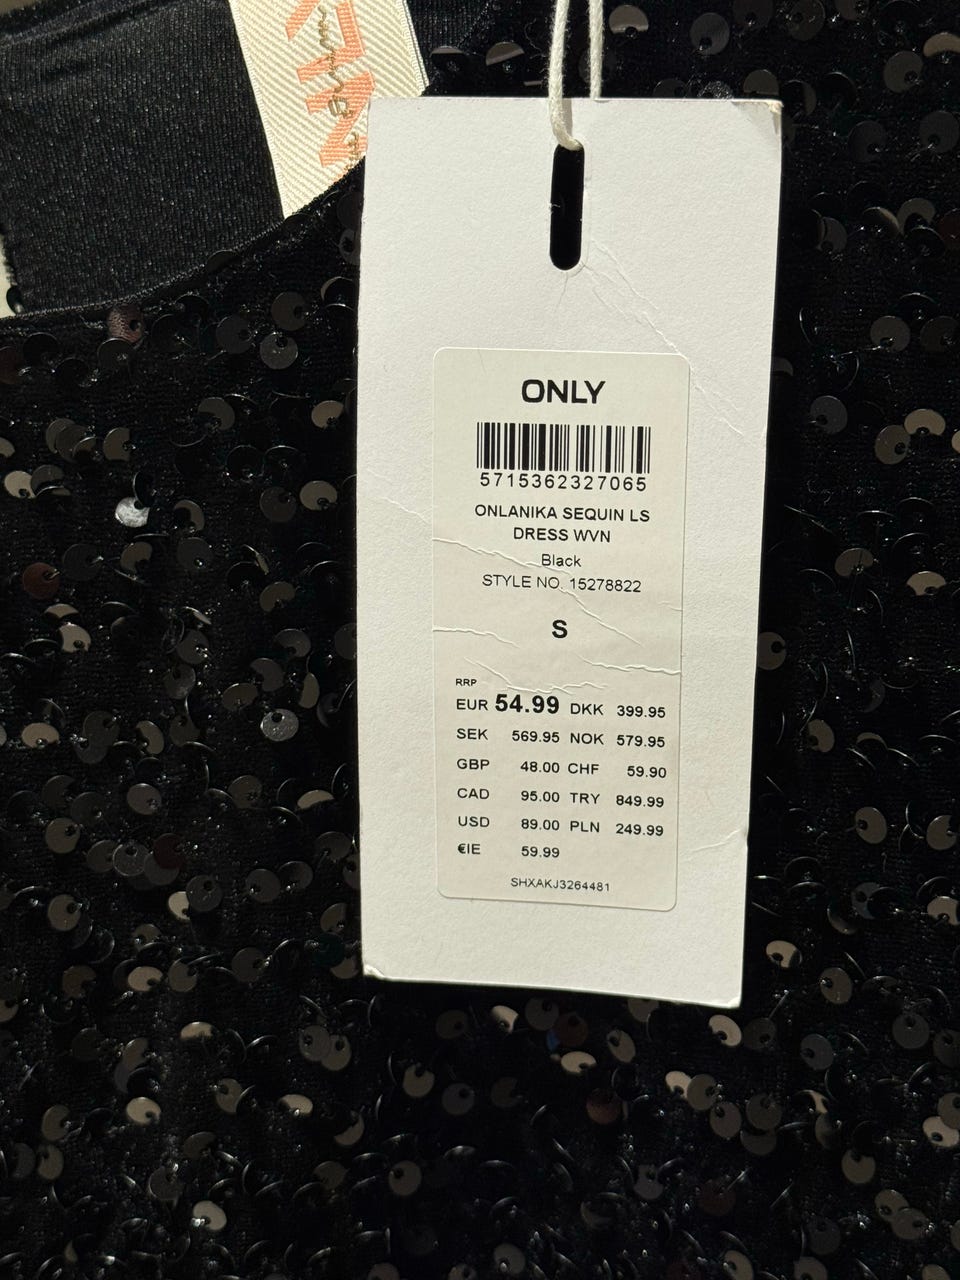 ONLY
5715362327065
ONLANIKA SEQUIN LS
DRESS WVN
Black
STYLE NO. 15278822
S
RRP
EUR 54.99 DKK 399.95
SEK 569.95 NOK 579.95
GBP 48.00 CHF 59.90
CAD 95.00 TRY 849.99
USD 89.00 PLN 249.99
€IE 59.99
SHXAKJ3264481